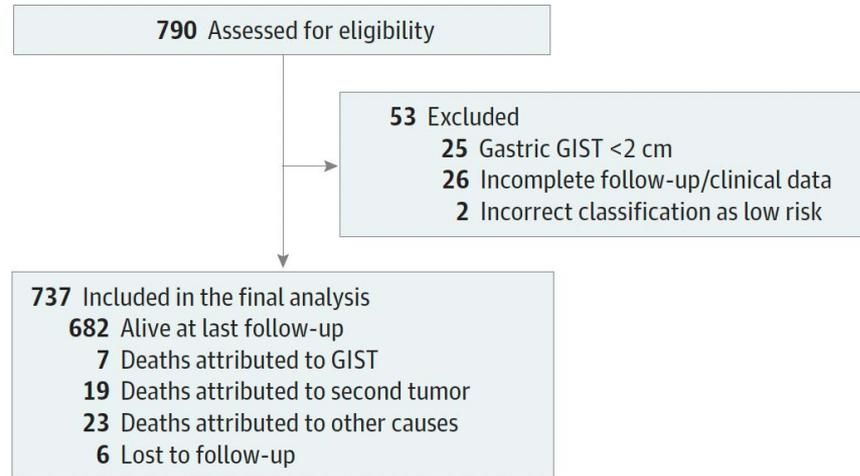 790 Assessed for eligibility
53 Excluded
25 Gastric GIST <2 cm
26 Incomplete follow-up/clinical data
2 Incorrect classification as low risk
737 Included in the final analysis
682 Alive at last follow-up
7 Deaths attributed to GIST
19 Deaths attributed to second tumor
23 Deaths attributed to other causes
6 Lost to follow-up